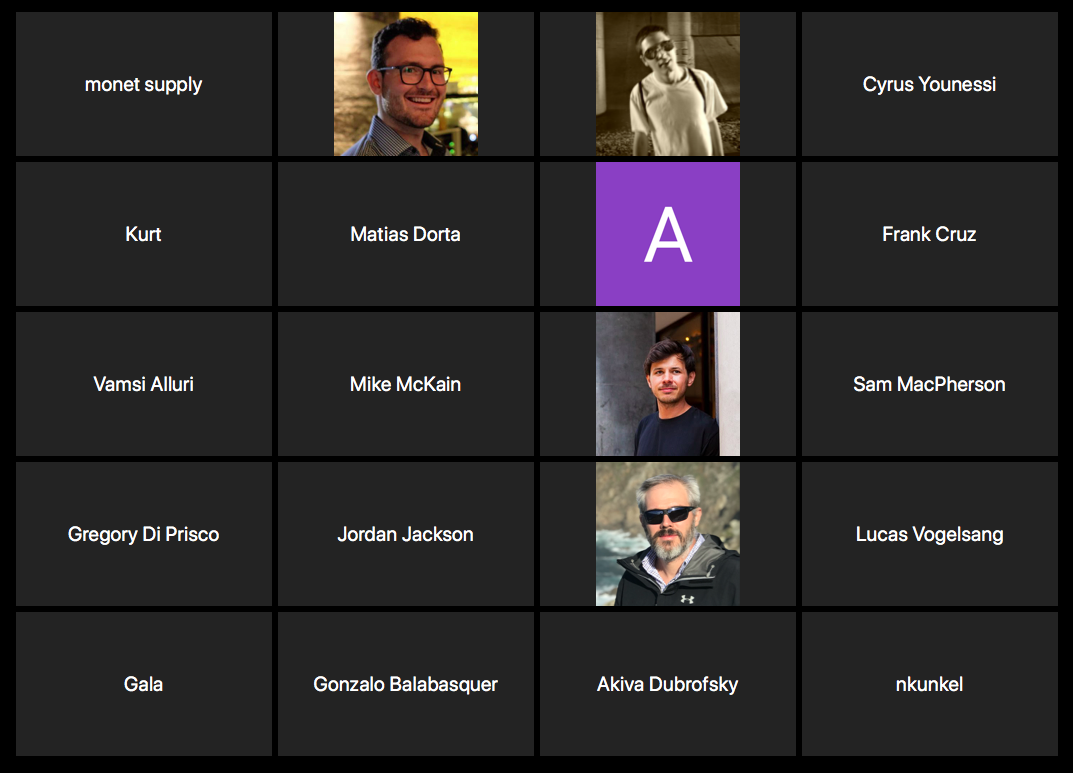 monet supply
Cyrus Younessi
Kurt
Matias Dorta
A
Frank Cruz
Vamsi Alluri
Mike McKain
Sam MacPherson
Gregory Di Prisco
Jordan Jackson
Lucas Vogelsang
Gala
Gonzalo Balabasquer
Akiva Dubrofsky
nkunkel